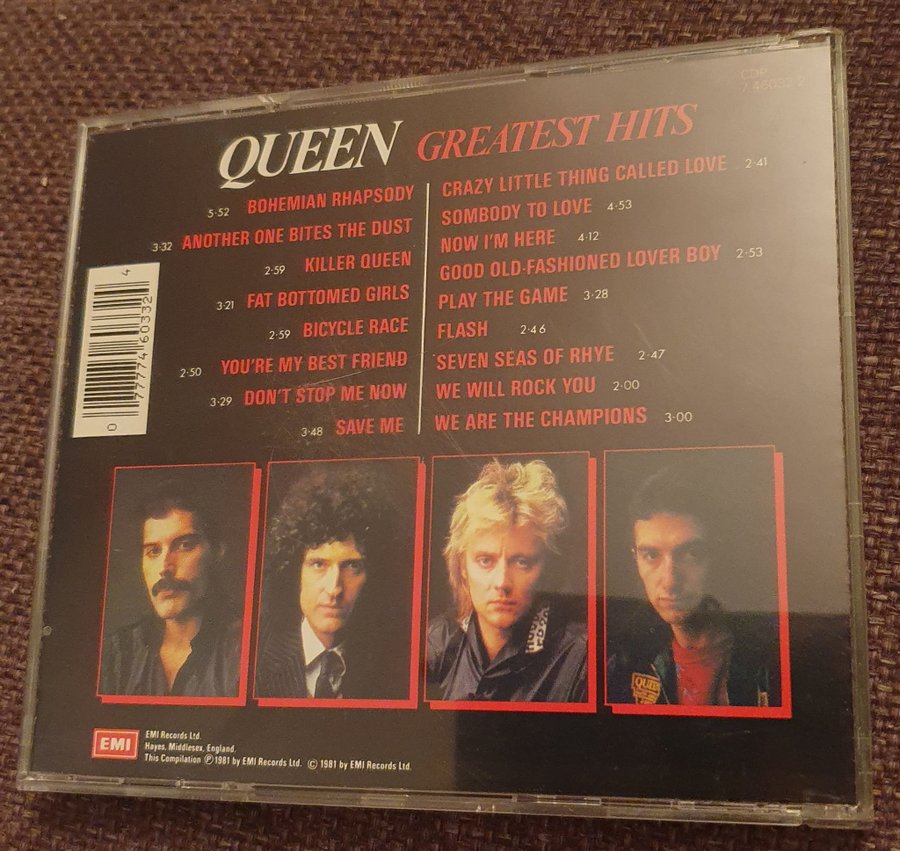 CDP
7 46033 2
QUEEN GREATEST HITS
5·52 BOHEMIAN RHAPSODY
3·32 ANOTHER ONE BITES THE DUST
2·59 KILLER QUEEN
3·21 FAT BOTTOMED GIRLS
2·59 BICYCLE RACE
2·50 YOU'RE MY BEST FRIEND
3·29 DON'T STOP ME NOW
3·48 SAVE ME
CRAZY LITTLE THING CALLED LOVE 2·41
SOMBODY TO LOVE 4·53
NOW I'M HERE 4·12
GOOD OLD-FASHIONED LOVER BOY 2·53
PLAY THE GAME 3·28
FLASH 2·46
SEVEN SEAS OF RHYE 2·47
WE WILL ROCK YOU 2·00
WE ARE THE CHAMPIONS 3·00
0 77774 60332 4
QUEEN
EMI
EMI Records Ltd.
Hayes, Middlesex, England.
This Compilation Ⓟ 1981 by EMI Records Ltd. © 1981 by EMI Records Ltd.